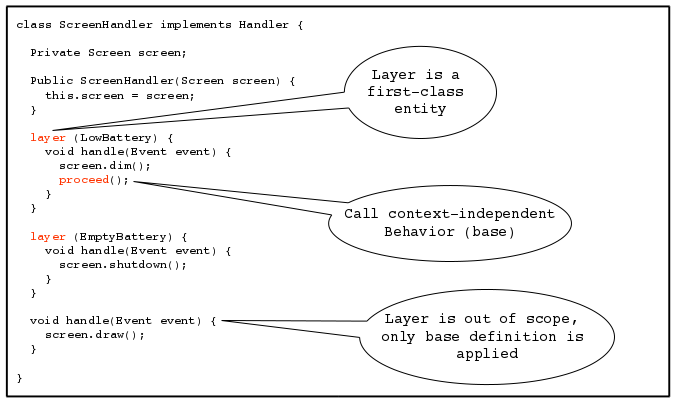 class ScreenHandler implements Handler {
Private Screen screen;
Public ScreenHandler(Screen screen) {
this.screen = screen;
}
layer (LowBattery) {
void handle(Event event) {
screen.dim();
proceed();
}
}
layer (EmptyBattery) {
void handle(Event event) {
screen.shutdown();
}
}
void handle(Event event) {
screen.draw();
}
}
Layer is a
first-class
entity
Call context-independent
Behavior (base)
Layer is out of scope,
only base definition is
applied